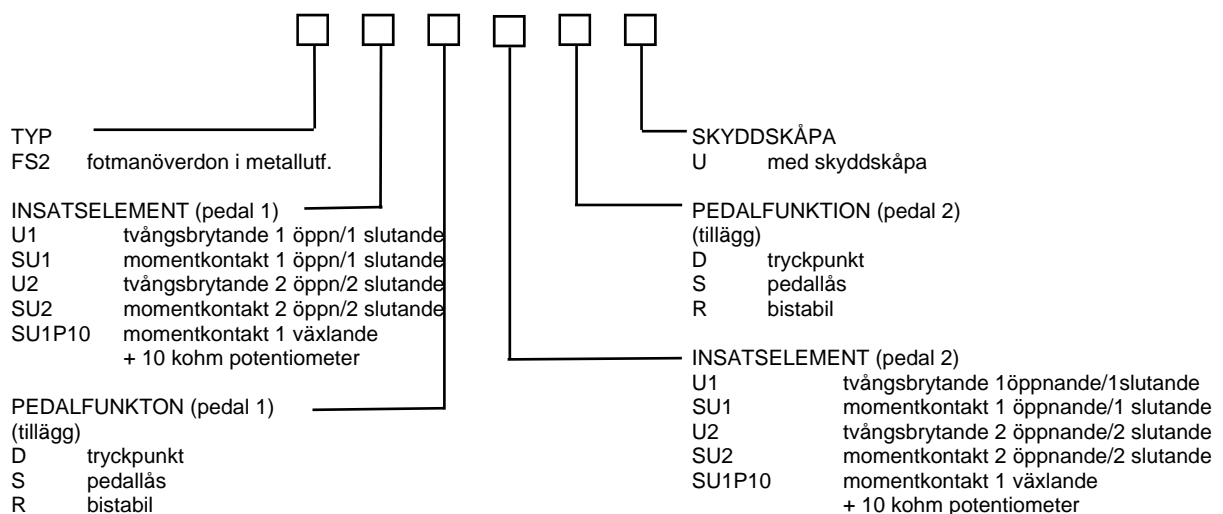 TYP
FS2 fotmanöverdon i metallutf.
INSATSELEMENT (pedal 1)
U1 tvångsbrytande 1 öppn/1 slutande
SU1 momentkontakt 1 öppn/1 slutande
U2 tvångsbrytande 2 öppn/2 slutande
SU2 momentkontakt 2 öppn/2 slutande
SU1P10 momentkontakt 1 växlande
+ 10 kohm potentiometer
PEDALFUNKTON (pedal 1)
(tillägg)
D tryckpunkt
S pedallås
R bistabil
SKYDDSKÅPA
U med skyddskåpa
PEDALFUNKTION (pedal 2)
(tillägg)
D tryckpunkt
S pedallås
R bistabil
INSATSELEMENT (pedal 2)
U1 tvångsbrytande 1öppnande/1slutande
SU1 momentkontakt 1 öppnande/1 slutande
U2 tvångsbrytande 2 öppnande/2 slutande
SU2 momentkontakt 2 öppnande/2 slutande
SU1P10 momentkontakt 1 växlande
+ 10 kohm potentiometer